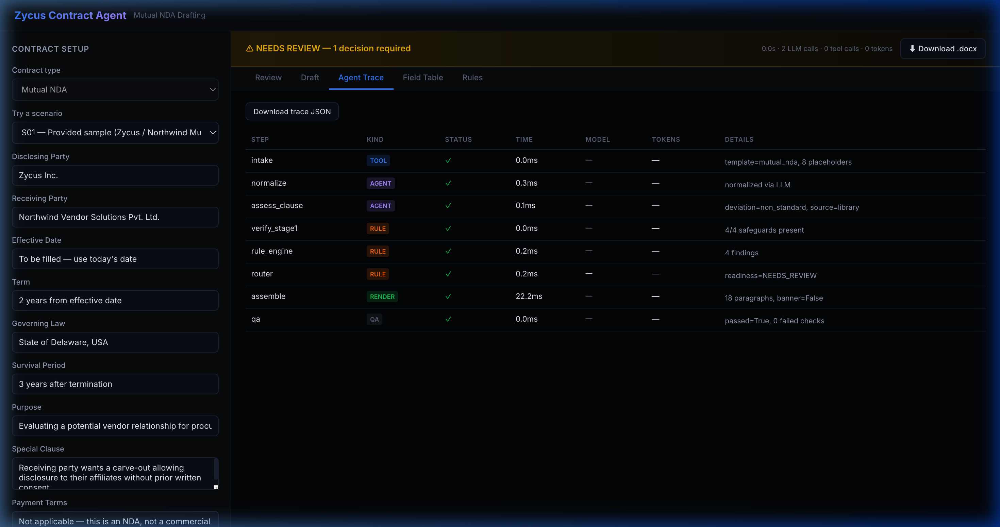 Zycus Contract Agent Mutual NDA Drafting
CONTRACT SETUP
Contract type
Mutual NDA
Try a scenario
S01 — Provided sample (Zycus / Northwind Mu
Disclosing Party
Zycus Inc.
Receiving Party
Northwind Vendor Solutions Pvt. Ltd.
Effective Date
To be filled — use today's date
Term
2 years from effective date
Governing Law
State of Delaware, USA
Survival Period
3 years after termination
Purpose
Evaluating a potential vendor relationship for procu
Special Clause
Receiving party wants a carve-out allowing
disclosure to their affiliates without prior written
consent
Payment Terms
Not applicable — this is an NDA, not a commercial
⚠ NEEDS REVIEW — 1 decision required
0.0s · 2 LLM calls · 0 tool calls · 0 tokens
⬇ Download .docx
Review Draft Agent Trace Field Table Rules
Download trace JSON
STEP KIND STATUS TIME MODEL TOKENS DETAILS
intake TOOL ✓ 0.0ms — — template=mutual_nda, 8 placeholders
normalize AGENT ✓ 0.3ms — — normalized via LLM
assess_clause AGENT ✓ 0.1ms — — deviation=non_standard, source=library
verify_stage1 RULE ✓ 0.0ms — — 4/4 safeguards present
rule_engine RULE ✓ 0.2ms — — 4 findings
router RULE ✓ 0.2ms — — readiness=NEEDS_REVIEW
assemble RENDER ✓ 22.2ms — — 18 paragraphs, banner=False
qa QA ✓ 0.0ms — — passed=True, 0 failed checks